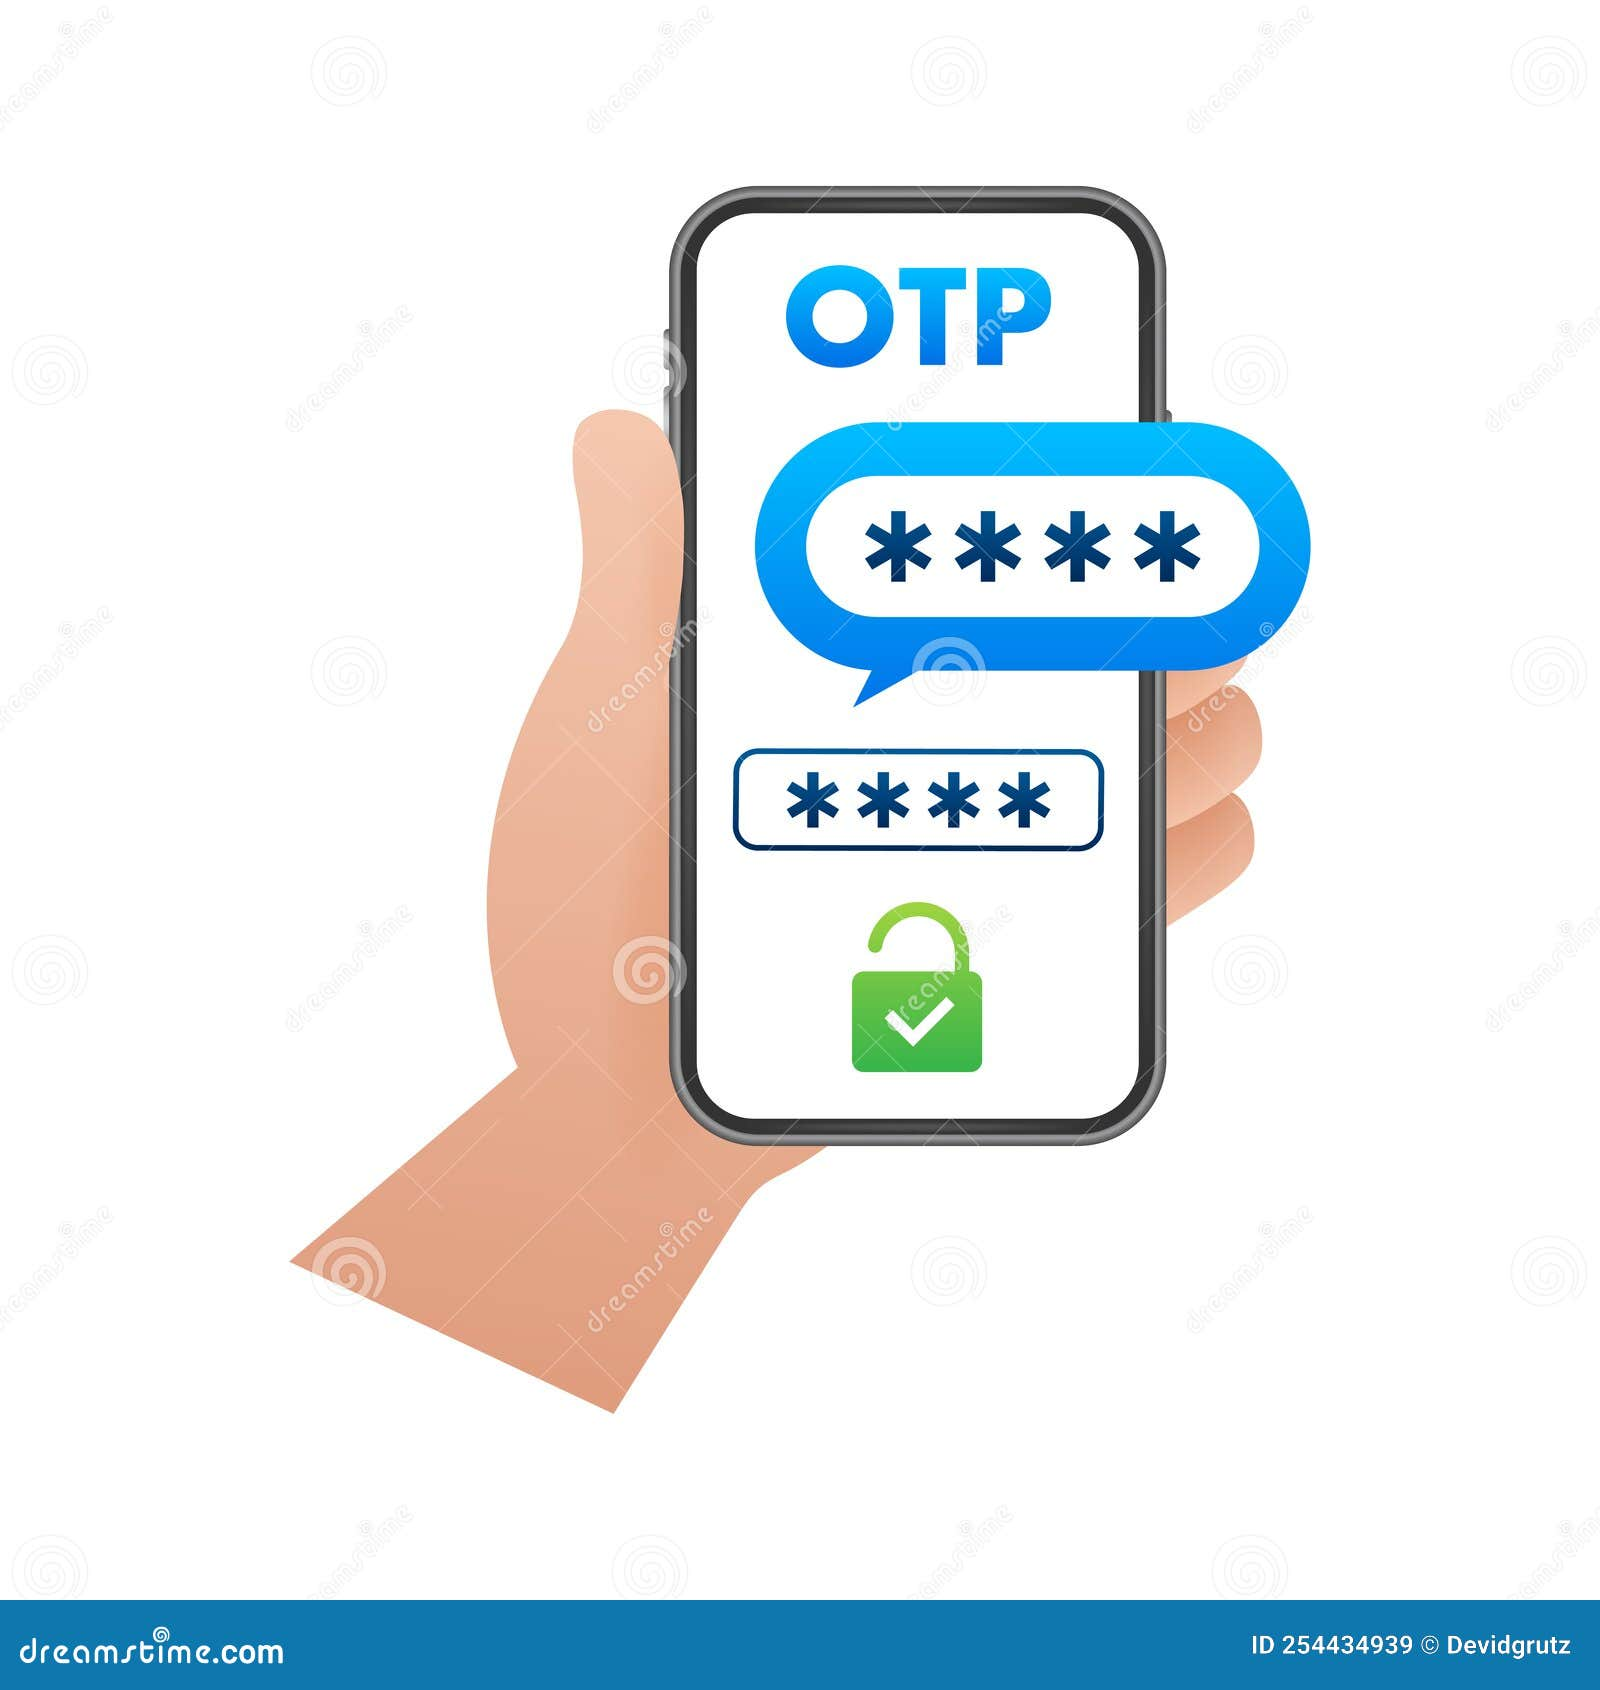 OTP
****
****
dreamstime.com
ID 254434939 © Devidgrutz